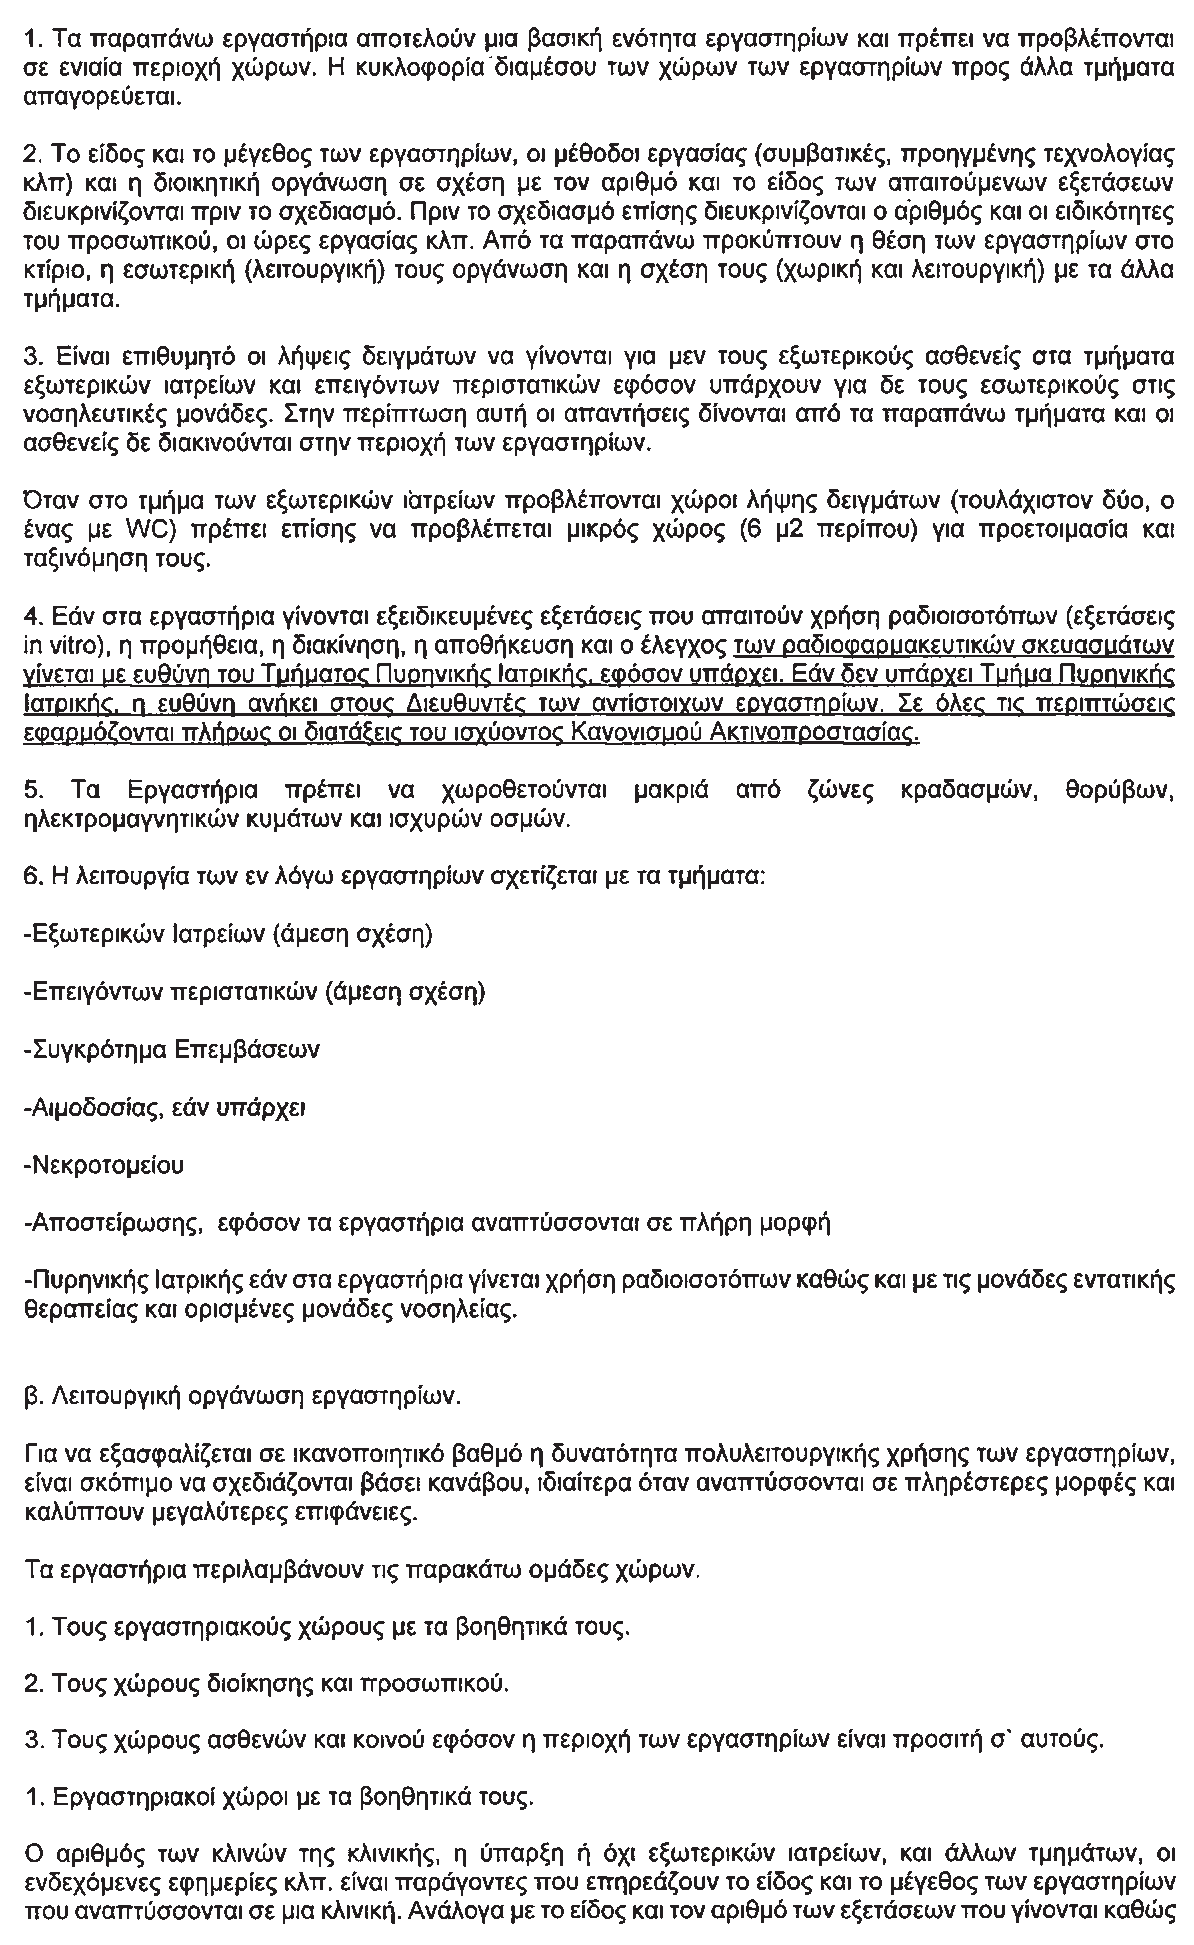 1. Τα παραπάνω εργαστήρια αποτελούν μια βασική ενότητα εργαστηρίων και πρέπει να προβλέπονται
σε ενιαία περιοχή χώρων. Η κυκλοφορία διαμέσου των χώρων των εργαστηρίων προς άλλα τμήματα
απαγορεύεται.
2. Το είδος και το μέγεθος των εργαστηρίων, οι μέθοδοι εργασίας (συμβατικές, προηγμένης τεχνολογίας
κλπ) και η διοικητική οργάνωση σε σχέση με τον αριθμό και το είδος των απαιτούμενων εξετάσεων
διευκρινίζονται πριν το σχεδιασμό. Πριν το σχεδιασμό επίσης διευκρινίζονται ο αριθμός και οι ειδικότητες
του προσωπικού, οι ώρες εργασίας κλπ. Από τα παραπάνω προκύπτουν η θέση των εργαστηρίων στο
κτίριο, η εσωτερική (λειτουργική) τους οργάνωση και η σχέση τους (χωρική και λειτουργική) με τα άλλα
τμήματα.
3. Είναι επιθυμητό οι λήψεις δειγμάτων να γίνονται για μεν τους εξωτερικούς ασθενείς στα τμήματα
εξωτερικών ιατρείων και επειγόντων περιστατικών εφόσον υπάρχουν για δε τους εσωτερικούς στις
νοσηλευτικές μονάδες. Στην περίπτωση αυτή οι απαντήσεις δίνονται από τα παραπάνω τμήματα και οι
ασθενείς δε διακινούνται στην περιοχή των εργαστηρίων.
Όταν στο τμήμα των εξωτερικών ιατρείων προβλέπονται χώροι λήψης δειγμάτων (τουλάχιστον δύο, ο
ένας με WC) πρέπει επίσης να προβλέπεται μικρός χώρος (6 μ2 περίπου) για προετοιμασία και
ταξινόμηση τους.
4. Εάν στα εργαστήρια γίνονται εξειδικευμένες εξετάσεις που απαιτούν χρήση ραδιοισοτόπων (εξετάσεις
in vitro), η προμήθεια, η διακίνηση, η αποθήκευση και ο έλεγχος των ραδιοφαρμακευτικών σκευασμάτων
γίνεται με ευθύνη του Τμήματος Πυρηνικής Ιατρικής, εφόσον υπάρχει. Εάν δεν υπάρχει Τμήμα Πυρηνικής
Ιατρικής, η ευθύνη ανήκει στους Διευθυντές των αντίστοιχων εργαστηρίων. Σε όλες τις περιπτώσεις
εφαρμόζονται πλήρως οι διατάξεις του ισχύοντος Κανονισμού Ακτινοπροστασίας.
5. Τα Εργαστήρια πρέπει να χωροθετούνται μακριά από ζώνες κραδασμών, θορύβων,
ηλεκτρομαγνητικών κυμάτων και ισχυρών οσμών.
6. Η λειτουργία των εν λόγω εργαστηρίων σχετίζεται με τα τμήματα:
-Εξωτερικών Ιατρείων (άμεση σχέση)
-Επειγόντων περιστατικών (άμεση σχέση)
-Συγκρότημα Επεμβάσεων
-Αιμοδοσίας, εάν υπάρχει
-Νεκροτομείου
-Αποστείρωσης, εφόσον τα εργαστήρια αναπτύσσονται σε πλήρη μορφή
-Πυρηνικής Ιατρικής εάν στα εργαστήρια γίνεται χρήση ραδιοισοτόπων καθώς και με τις μονάδες εντατικής
θεραπείας και ορισμένες μονάδες νοσηλείας.
β. Λειτουργική οργάνωση εργαστηρίων.
Για να εξασφαλίζεται σε ικανοποιητικό βαθμό η δυνατότητα πολυλειτουργικής χρήσης των εργαστηρίων,
είναι σκόπιμο να σχεδιάζονται βάσει κανάβου, ιδιαίτερα όταν αναπτύσσονται σε πληρέστερες μορφές και
καλύπτουν μεγαλύτερες επιφάνειες.
Τα εργαστήρια περιλαμβάνουν τις παρακάτω ομάδες χώρων.
1. Τους εργαστηριακούς χώρους με τα βοηθητικά τους.
2. Τους χώρους διοίκησης και προσωπικού.
3. Τους χώρους ασθενών και κοινού εφόσον η περιοχή των εργαστηρίων είναι προσιτή σ' αυτούς.
1. Εργαστηριακοί χώροι με τα βοηθητικά τους.
Ο αριθμός των κλινών της κλινικής, η ύπαρξη ή όχι εξωτερικών ιατρείων, και άλλων τμημάτων, οι
ενδεχόμενες εφημερίες κλπ. είναι παράγοντες που επηρεάζουν το είδος και το μέγεθος των εργαστηρίων
που αναπτύσσονται σε μια κλινική. Ανάλογα με το είδος και τον αριθμό των εξετάσεων που γίνονται καθώς